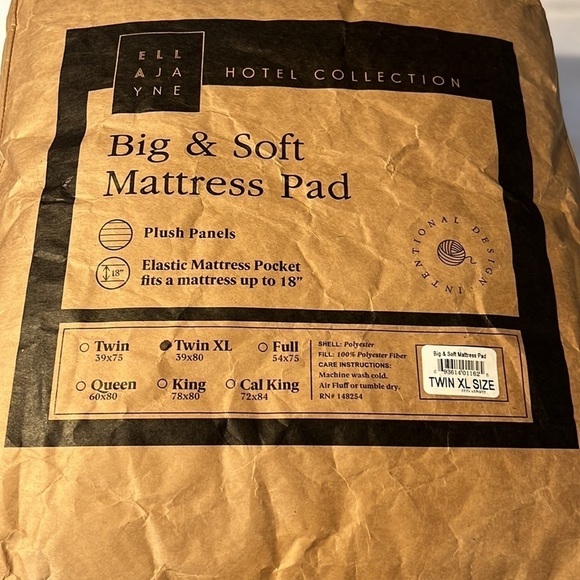 ELL
AJA
YNE
HOTEL COLLECTION
Big & Soft
Mattress Pad
Plush Panels
18"
Elastic Mattress Pocket
fits a mattress up to 18"
INTENTIONAL DESIGN
Twin
39x75
Twin XL
39x80
Full
54x75
Queen
60x80
King
78x80
Cal King
72x84
SHELL: Polyester
FILL: 100% Polyester Fiber
CARE INSTRUCTIONS:
Machine wash cold.
Air Fluff or tumble dry.
RN# 148254
Big & Soft Mattress Pad
93614 01162
TWIN XL SIZE